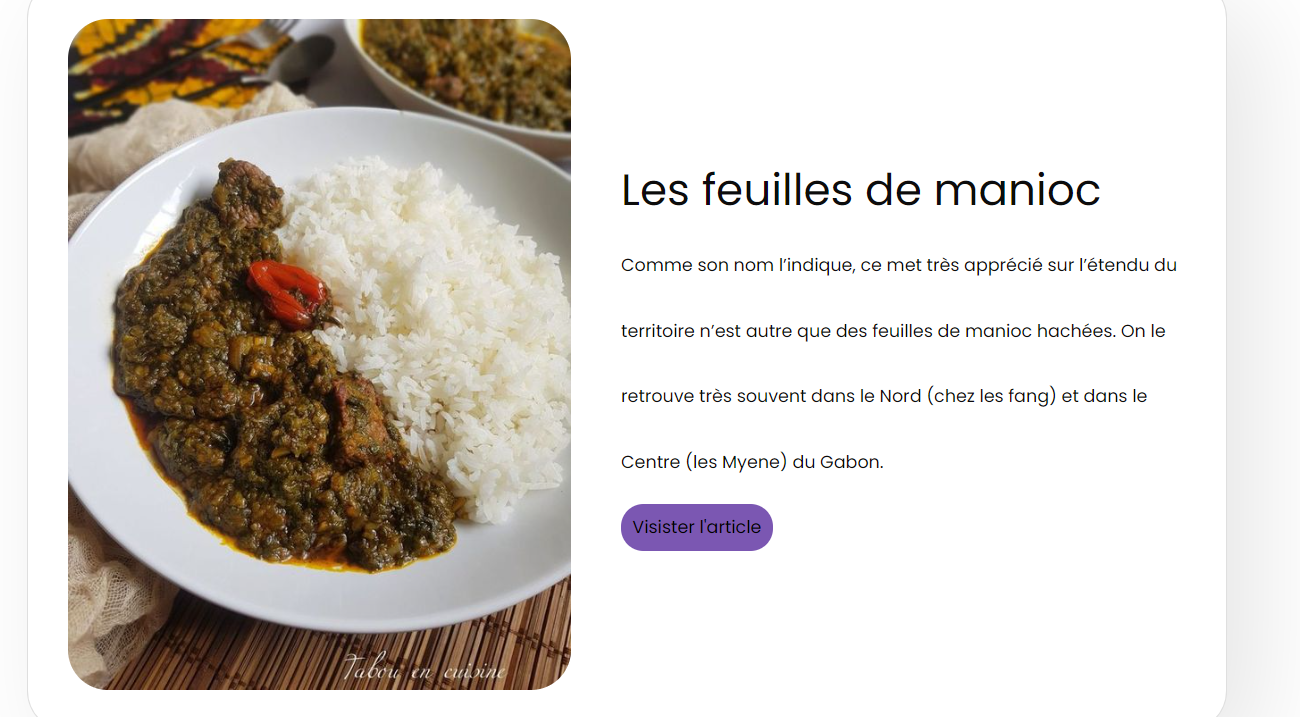 Les feuilles de manioc
Comme son nom l’indique, ce met très apprécié sur l’étendu du
territoire n’est autre que des feuilles de manioc hachées. On le
retrouve très souvent dans le Nord (chez les fang) et dans le
Centre (les Myene) du Gabon.
Visister l'article
Tabou en cuisine